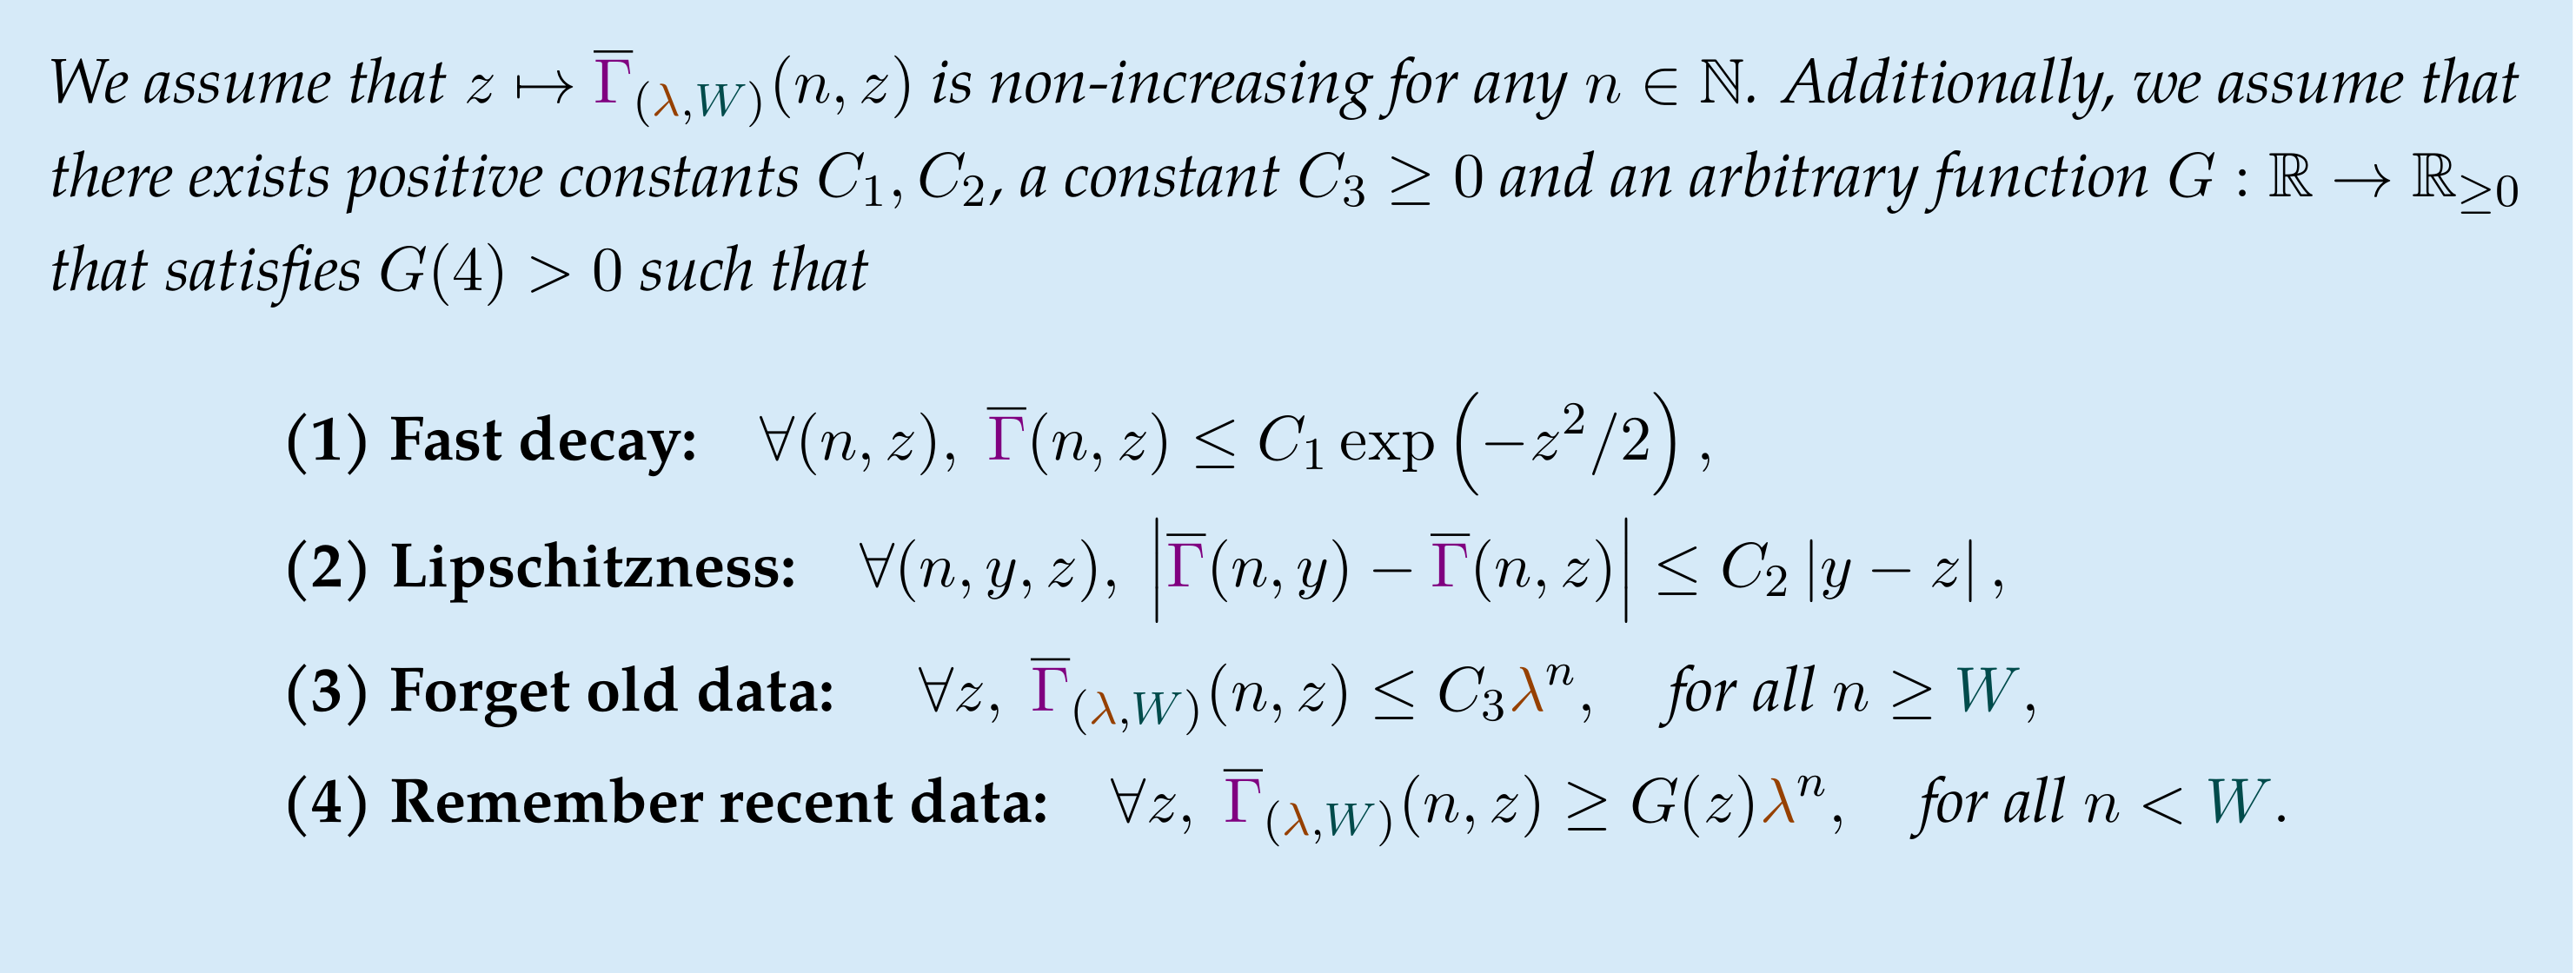 We assume that $z \mapsto \overline{\Gamma}_{(\lambda,W)}(n, z)$ is non-increasing for any $n \in \mathbb{N}$. Additionally, we assume that
there exists positive constants $C_1, C_2$, a constant $C_3 \geq 0$ and an arbitrary function $G : \mathbb{R} \to \mathbb{R}_{\geq 0}$
that satisfies $G(4) > 0$ such that
(1) Fast decay: $\forall (n, z), \ \overline{\Gamma}(n, z) \leq C_1 \exp\left(-z^2/2\right),$
(2) Lipschitzness: $\forall (n, y, z), \ \left|\overline{\Gamma}(n, y) - \overline{\Gamma}(n, z)\right| \leq C_2 |y - z|,$
(3) Forget old data: $\forall z, \ \overline{\Gamma}_{(\lambda,W)}(n, z) \leq C_3 \lambda^n,$ for all $n \geq W,$
(4) Remember recent data: $\forall z, \ \overline{\Gamma}_{(\lambda,W)}(n, z) \geq G(z) \lambda^n,$ for all $n < W.$